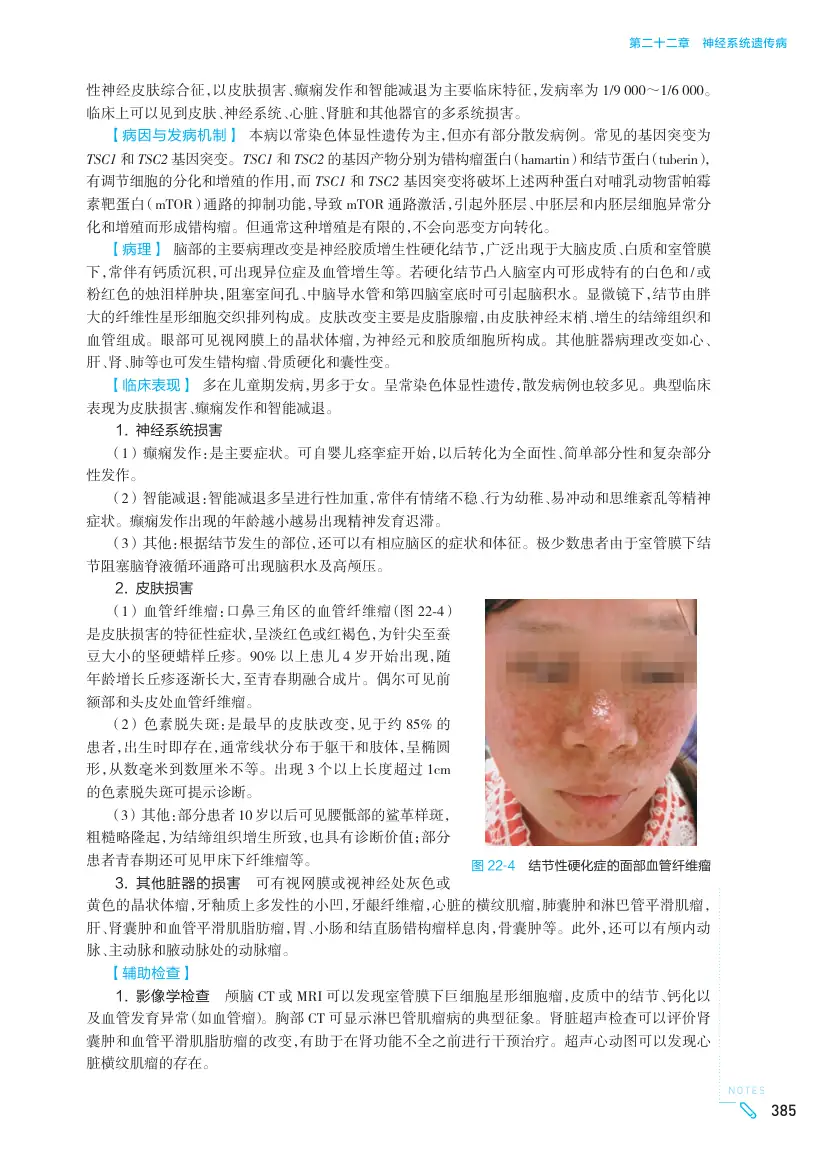 第二十二章　神经系统遗传病
性神经皮肤综合征，以皮肤损害、癫痫发作和智能减退为主要临床特征，发病率为 1/9 000～1/6 000。
临床上可以见到皮肤、神经系统、心脏、肾脏和其他器官的多系统损害。
【病因与发病机制】 本病以常染色体显性遗传为主，但亦有部分散发病例。常见的基因突变为
TSC1 和 TSC2 基因突变。TSC1 和 TSC2 的基因产物分别为错构瘤蛋白（hamartin）和结节蛋白（tuberin），
有调节细胞的分化和增殖的作用，而 TSC1 和 TSC2 基因突变将破坏上述两种蛋白对哺乳动物雷帕霉
素靶蛋白（mTOR）通路的抑制功能，导致 mTOR 通路激活，引起外胚层、中胚层和内胚层细胞异常分
化和增殖而形成错构瘤。但通常这种增殖是有限的，不会向恶变方向转化。
【病理】 脑部的主要病理改变是神经胶质增生性硬化结节，广泛出现于大脑皮质、白质和室管膜
下，常伴有钙质沉积，可出现异位症及血管增生等。若硬化结节凸入脑室内可形成特有的白色和/或
粉红色的烛泪样肿块，阻塞室间孔、中脑导水管和第四脑室底时可引起脑积水。显微镜下，结节由胖
大的纤维性星形细胞交织排列构成。皮肤改变主要是皮脂腺瘤，由皮肤神经末梢、增生的结缔组织和
血管组成。眼部可见视网膜上的晶状体瘤，为神经元和胶质细胞所构成。其他脏器病理改变如心、
肝、肾、肺等也可发生错构瘤、骨质硬化和囊性变。
【临床表现】 多在儿童期发病，男多于女。呈常染色体显性遗传，散发病例也较多见。典型临床
表现为皮肤损害、癫痫发作和智能减退。
1. 神经系统损害
（1）癫痫发作：是主要症状。可自婴儿痉挛症开始，以后转化为全面性、简单部分性和复杂部分
性发作。
（2）智能减退：智能减退多呈进行性加重，常伴有情绪不稳、行为幼稚、易冲动和思维紊乱等精神
症状。癫痫发作出现的年龄越小越易出现精神发育迟滞。
（3）其他：根据结节发生的部位，还可以有相应脑区的症状和体征。极少数患者由于室管膜下结
节阻塞脑脊液循环通路可出现脑积水及高颅压。
2. 皮肤损害
（1）血管纤维瘤：口鼻三角区的血管纤维瘤（图 22-4）
是皮肤损害的特征性症状，呈淡红色或红褐色，为针尖至蚕
豆大小的坚硬蜡样丘疹。90% 以上患儿 4 岁开始出现，随
年龄增长丘疹逐渐长大，至青春期融合成片。偶尔可见前
额部和头皮处血管纤维瘤。
（2）色素脱失斑：是最早的皮肤改变，见于约 85% 的
患者，出生时即存在，通常线状分布于躯干和肢体，呈椭圆
形，从数毫米到数厘米不等。出现 3 个以上长度超过 1cm
的色素脱失斑可提示诊断。
（3）其他：部分患者 10 岁以后可见腰骶部的鲨革样斑，
粗糙略隆起，为结缔组织增生所致，也具有诊断价值；部分
患者青春期还可见甲床下纤维瘤等。
图 22-4　结节性硬化症的面部血管纤维瘤
3. 其他脏器的损害　可有视网膜或视神经处灰色或
黄色的晶状体瘤，牙釉质上多发性的小凹，牙龈纤维瘤，心脏的横纹肌瘤，肺囊肿和淋巴管平滑肌瘤，
肝、肾囊肿和血管平滑肌脂肪瘤，胃、小肠和结直肠错构瘤样息肉，骨囊肿等。此外，还可以有颅内动
脉、主动脉和腋动脉处的动脉瘤。
【辅助检查】
1. 影像学检查　颅脑 CT 或 MRI 可以发现室管膜下巨细胞星形细胞瘤，皮质中的结节、钙化以
及血管发育异常（如血管瘤）。胸部 CT 可显示淋巴管肌瘤病的典型征象。肾脏超声检查可以评价肾
囊肿和血管平滑肌脂肪瘤的改变，有助于在肾功能不全之前进行干预治疗。超声心动图可以发现心
脏横纹肌瘤的存在。
NOTES
385